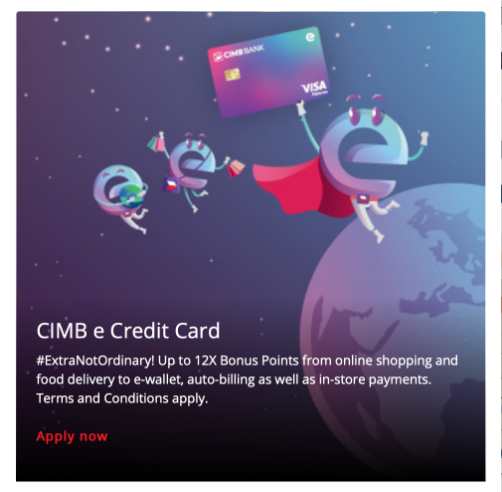 CIMB BANK e
VISA
Platinum
e e e
CIMB e Credit Card
#ExtraNotOrdinary! Up to 12X Bonus Points from online shopping and
food delivery to e-wallet, auto-billing as well as in-store payments.
Terms and Conditions apply.
Apply now